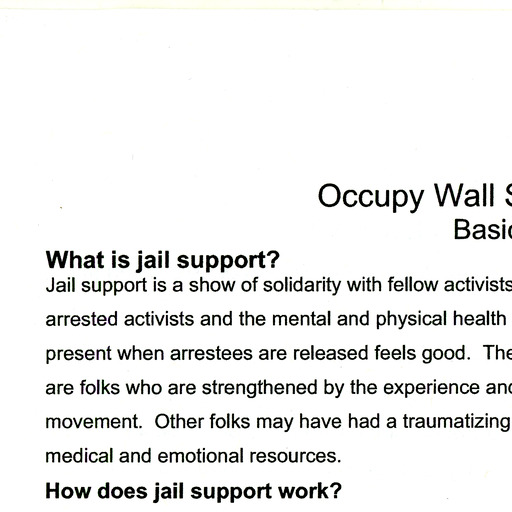 Occupy Wall
Basic
What is jail support?
Jail support is a show of solidarity with fellow activists
arrested activists and the mental and physical health
present when arrestees are released feels good. The
are folks who are strengthened by the experience and
movement. Other folks may have had a traumatizing
medical and emotional resources.
How does jail support work?